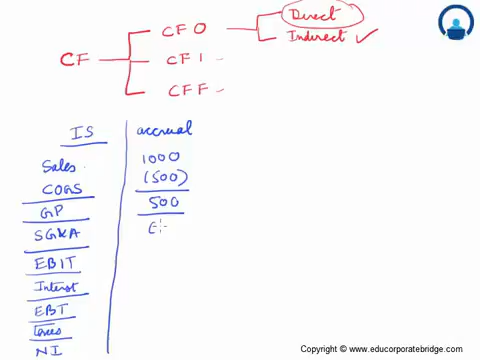 CFO
Direct
Indirect
CF
CFI
CFF
IS
accrual
Sales
1000
COGS
(500)
GP
500
SG&A
EBIT
Interest
EBT
Taxes
NI
Copyright © www.educorporatebridge.com